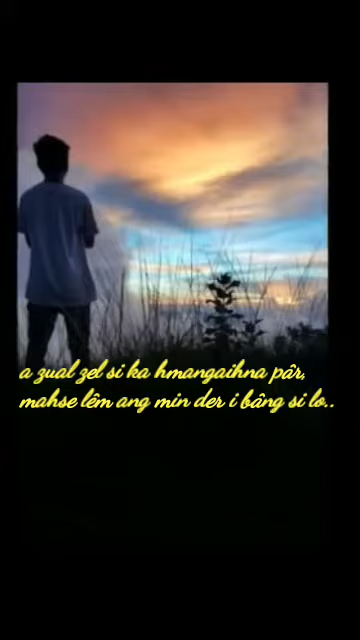 a zual zel si ka hmangaihna pâr,
mahse lêm ang min der i bâng si lo..